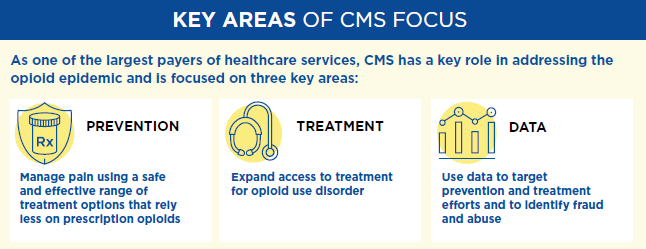 KEY AREAS OF CMS FOCUS
As one of the largest payers of healthcare services, CMS has a key role in addressing the
opioid epidemic and is focused on three key areas:
Rx
PREVENTION
Manage pain using a safe
and effective range of
treatment options that rely
less on prescription opioids
TREATMENT
Expand access to treatment
for opioid use disorder
DATA
Use data to target
prevention and treatment
efforts and to identify fraud
and abuse